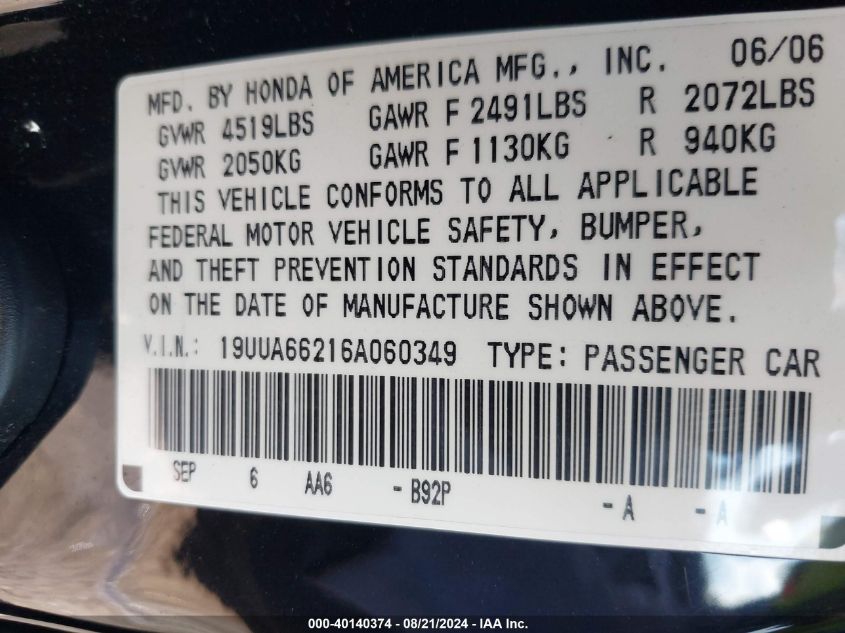 MFD. BY HONDA OF AMERICA MFG., INC. 06/06
GVWR 4519LBS GAWR F 2491LBS R 2072LBS
GVWR 2050KG GAWR F 1130KG R 940KG
THIS VEHICLE CONFORMS TO ALL APPLICABLE
FEDERAL MOTOR VEHICLE SAFETY, BUMPER,
AND THEFT PREVENTION STANDARDS IN EFFECT
ON THE DATE OF MANUFACTURE SHOWN ABOVE.
V.I.N.: 19UUA66216A060349 TYPE: PASSENGER CAR
SEP 6 AA6 - B92P - A - A
000-40140374 - 08/21/2024 - IAA Inc.